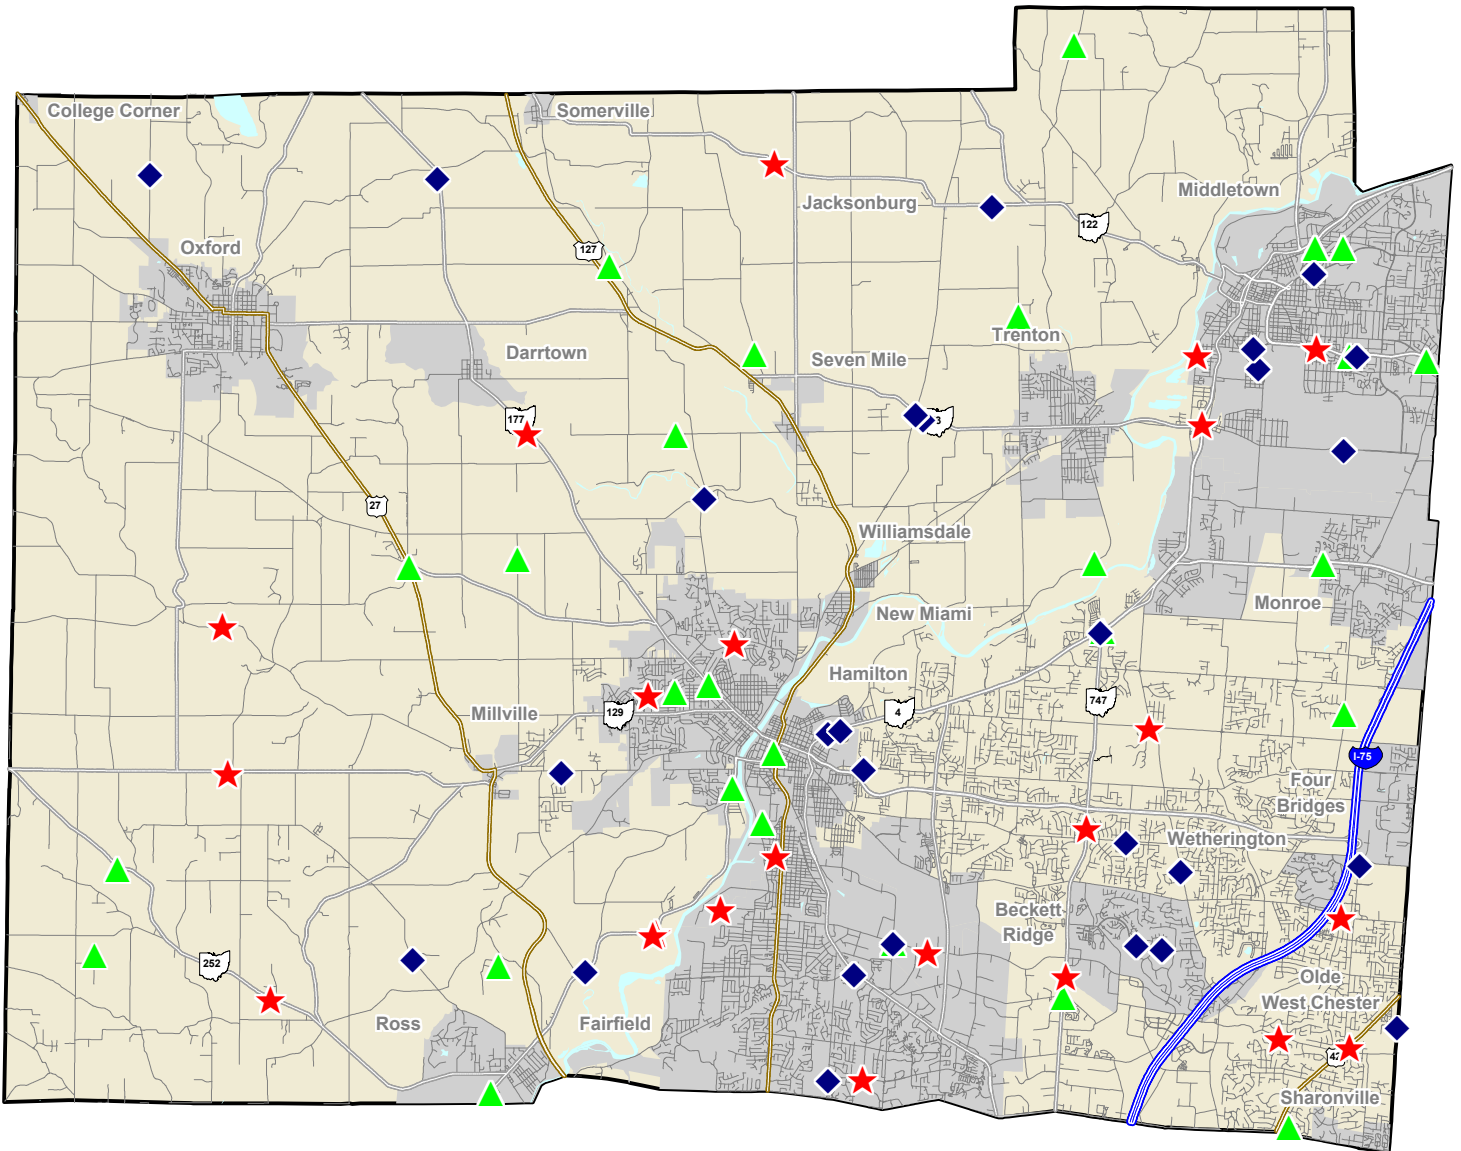 College Corner
Somerville
Middletown
Jacksonburg
122
Oxford
127
Trenton
Darrtown
Seven Mile
177
3
27
Williamsdale
Monroe
New Miami
Hamilton
747
Millville
129
4
I-75
Four
Bridges
Wetherington
Beckett
Ridge
252
Olde
West Chester
Ross
Fairfield
42
Sharonville